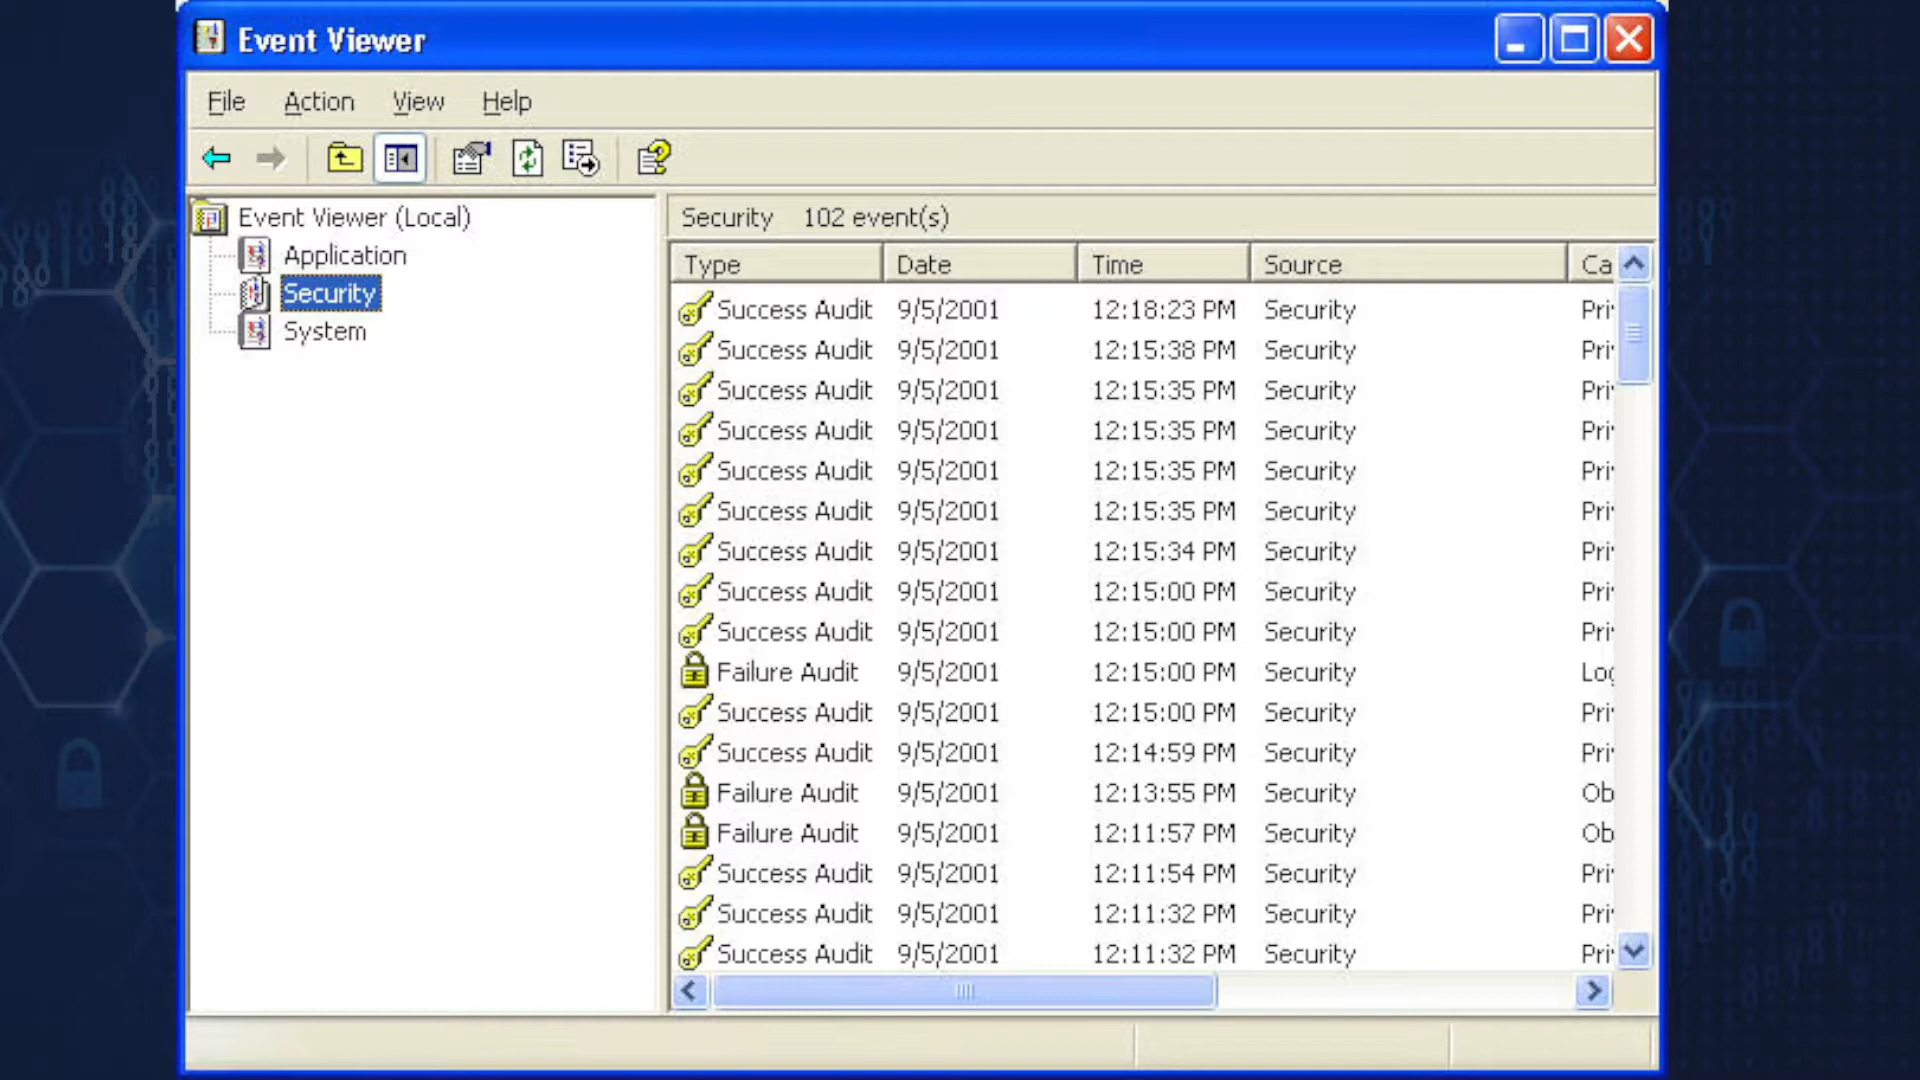 Event Viewer
File Action View Help
Event Viewer (Local)
Application
Security
System
Security 102 event(s)
Type Date Time Source Ca
Success Audit 9/5/2001 12:18:23 PM Security Pri
Success Audit 9/5/2001 12:15:38 PM Security Pri
Success Audit 9/5/2001 12:15:35 PM Security Pri
Success Audit 9/5/2001 12:15:35 PM Security Pri
Success Audit 9/5/2001 12:15:35 PM Security Pri
Success Audit 9/5/2001 12:15:35 PM Security Pri
Success Audit 9/5/2001 12:15:34 PM Security Pri
Success Audit 9/5/2001 12:15:00 PM Security Pri
Success Audit 9/5/2001 12:15:00 PM Security Pri
Failure Audit 9/5/2001 12:15:00 PM Security Log
Success Audit 9/5/2001 12:15:00 PM Security Pri
Success Audit 9/5/2001 12:14:59 PM Security Pri
Failure Audit 9/5/2001 12:13:55 PM Security Ob
Failure Audit 9/5/2001 12:11:57 PM Security Ob
Success Audit 9/5/2001 12:11:54 PM Security Pri
Success Audit 9/5/2001 12:11:32 PM Security Pri
Success Audit 9/5/2001 12:11:32 PM Security Pri